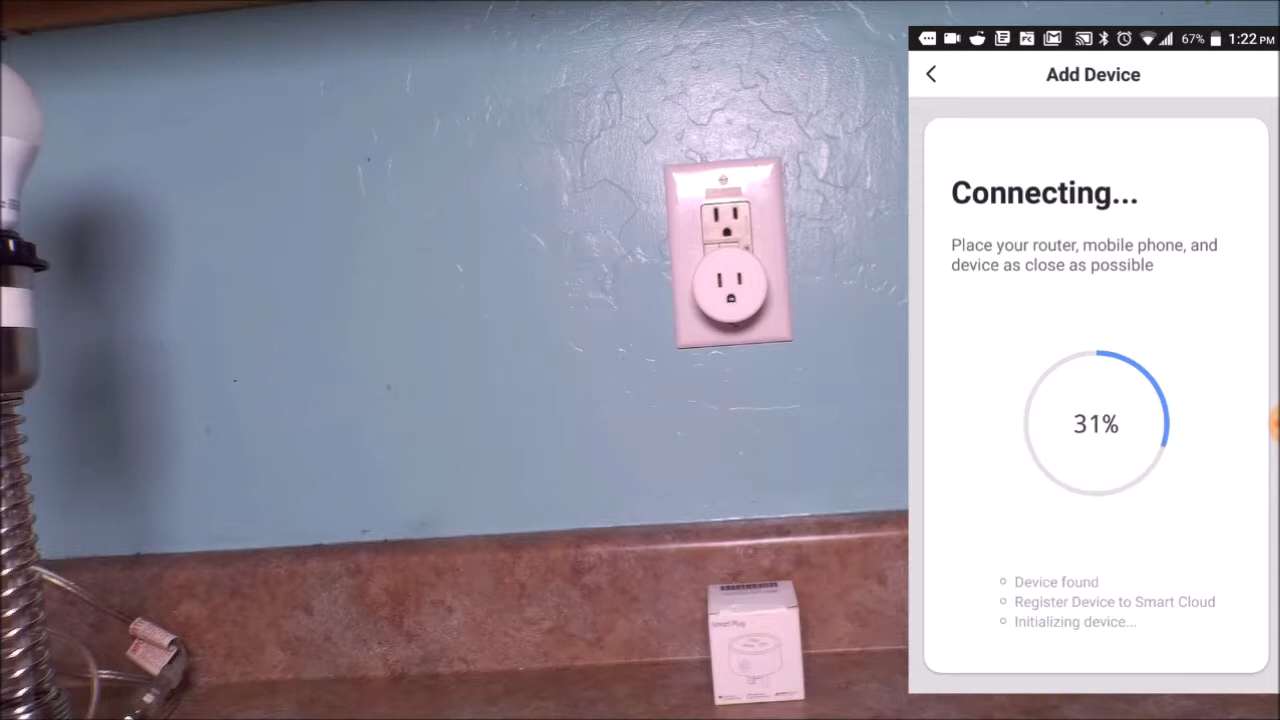 67% 1:22 PM
Add Device
Connecting...
Place your router, mobile phone, and
device as close as possible
31%
Device found
Register Device to Smart Cloud
Initializing device...
Smart Plug